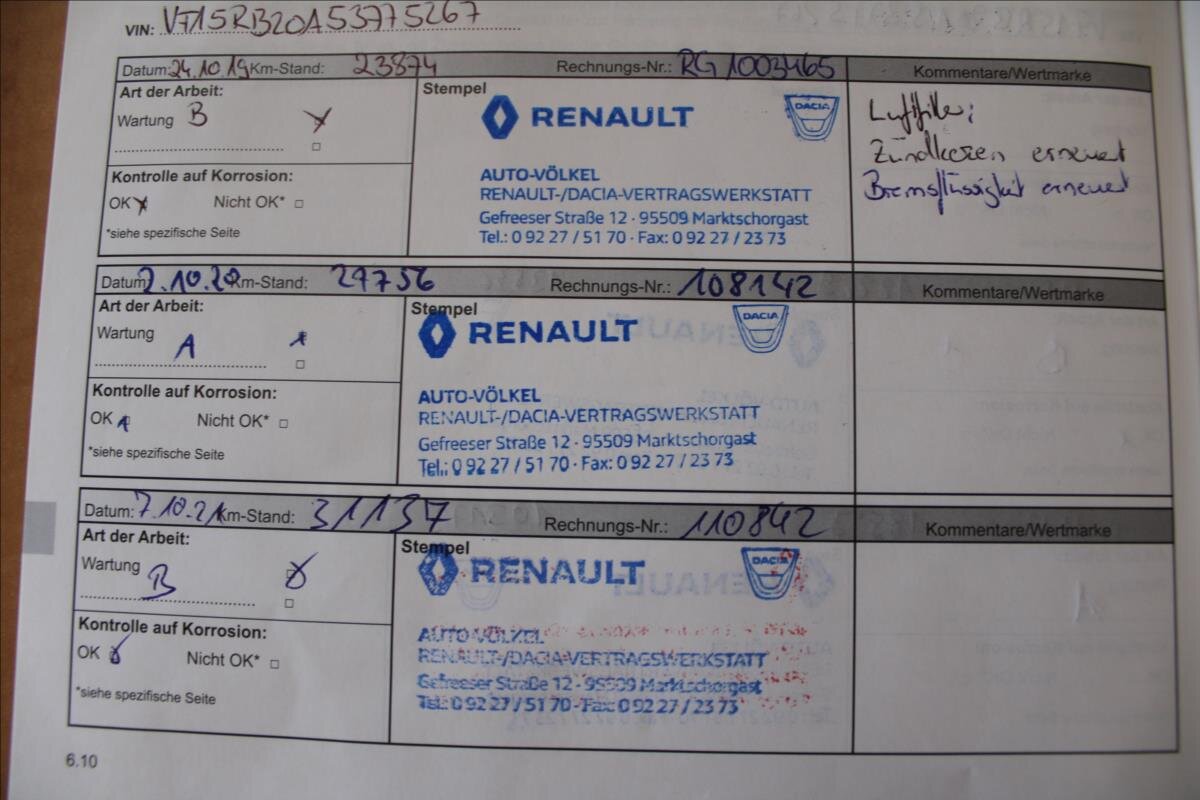 VIN: VF15RB20A53775267
Datum: 24.10.19 Km-Stand: 23874 Rechnungs-Nr.: RG 1003465 Kommentare/Wertmarke
Art der Arbeit:
Wartung B
Kontrolle auf Korrosion:
OK Nicht OK*
*siehe spezifische Seite
Stempel
RENAULT DACIA
AUTO-VÖLKEL
RENAULT-/DACIA-VERTRAGSWERKSTATT
Gefreeser Straße 12 · 95509 Marktschorgast
Tel.: 0 92 27 / 51 70 · Fax: 0 92 27 / 23 73
Luftfilter,
Zündkerzen erneuert
Bremsflüssigkeit erneuert
Datum: 2.10.20 Km-Stand: 27756 Rechnungs-Nr.: 108142 Kommentare/Wertmarke
Art der Arbeit:
Wartung A
Kontrolle auf Korrosion:
OK Nicht OK*
*siehe spezifische Seite
Stempel
RENAULT DACIA
AUTO-VÖLKEL
RENAULT-/DACIA-VERTRAGSWERKSTATT
Gefreeser Straße 12 · 95509 Marktschorgast
Tel.: 0 92 27 / 51 70 · Fax: 0 92 27 / 23 73
Datum: 7.10.21 Km-Stand: 31137 Rechnungs-Nr.: 110842 Kommentare/Wertmarke
Art der Arbeit:
Wartung B
Kontrolle auf Korrosion:
OK Nicht OK*
*siehe spezifische Seite
Stempel
RENAULT DACIA
AUTO-VÖLKEL
RENAULT-/DACIA-VERTRAGSWERKSTATT
Gefreeser Straße 12 · 95509 Marktschorgast
Tel.: 0 92 27 / 51 70 · Fax: 0 92 27 / 23 73
6.10